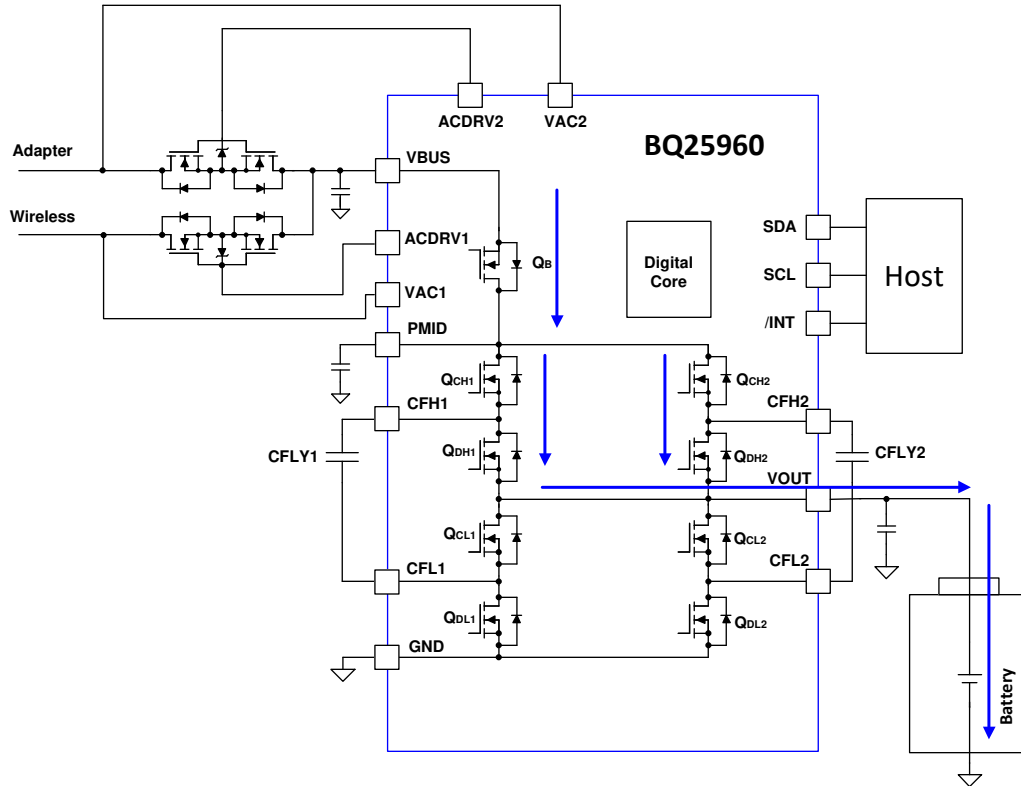 ACDRV2
VAC2
BQ25960
Adapter
VBUS
Wireless
ACDRV1
QB
Digital
Core
SDA
SCL
/INT
Host
VAC1
PMID
QCH1
QCH2
CFH1
CFH2
CFLY1
QDH1
QDH2
CFLY2
VOUT
QCL1
QCL2
CFL1
CFL2
QDL1
QDL2
GND
Battery